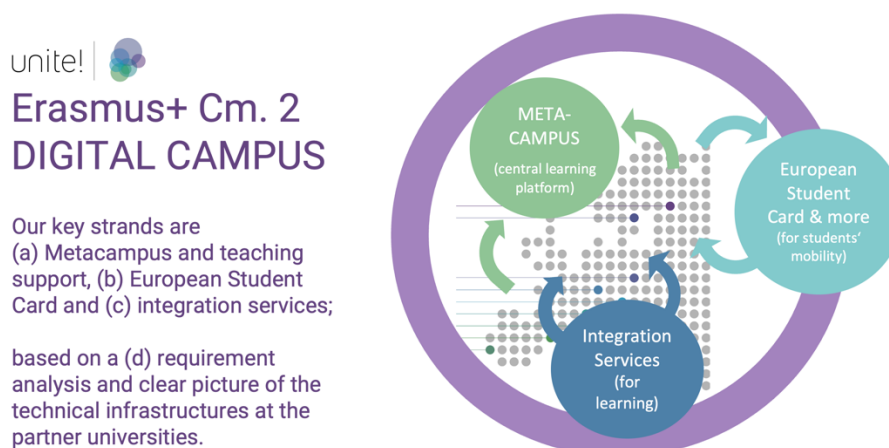 unite!
Erasmus+ Cm. 2
DIGITAL CAMPUS
Our key strands are
(a) Metacampus and teaching
support, (b) European Student
Card and (c) integration services;
based on a (d) requirement
analysis and clear picture of the
technical infrastructures at the
partner universities.
META-
CAMPUS
(central learning
platform)
European
Student
Card & more
(for students‘
mobility)
Integration
Services
(for
learning)